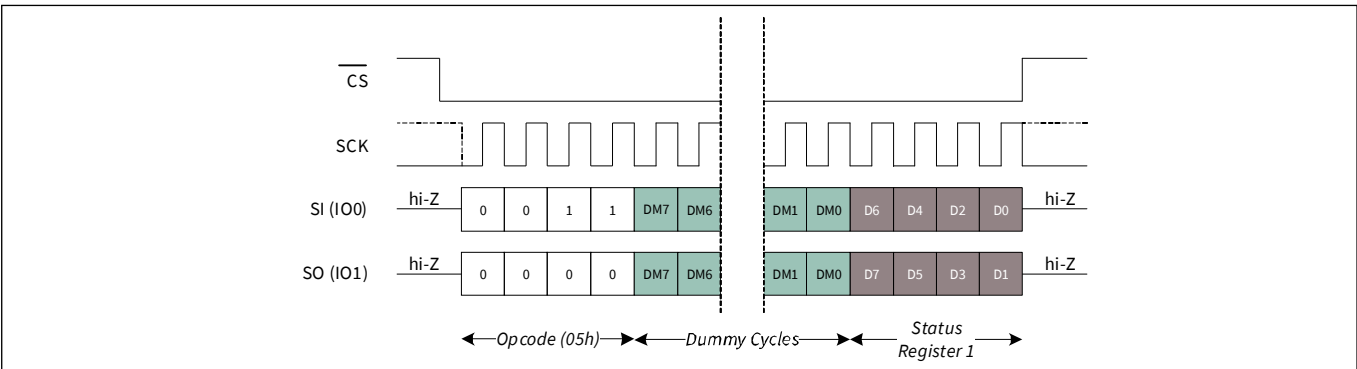 CS
SCK
SI (IO0) hi-Z 0 0 1 1 DM7 DM6 DM1 DM0 D6 D4 D2 D0 hi-Z
SO (IO1) hi-Z 0 0 0 0 DM7 DM6 DM1 DM0 D7 D5 D3 D1 hi-Z
Opcode (05h) Dummy Cycles Status
Register 1